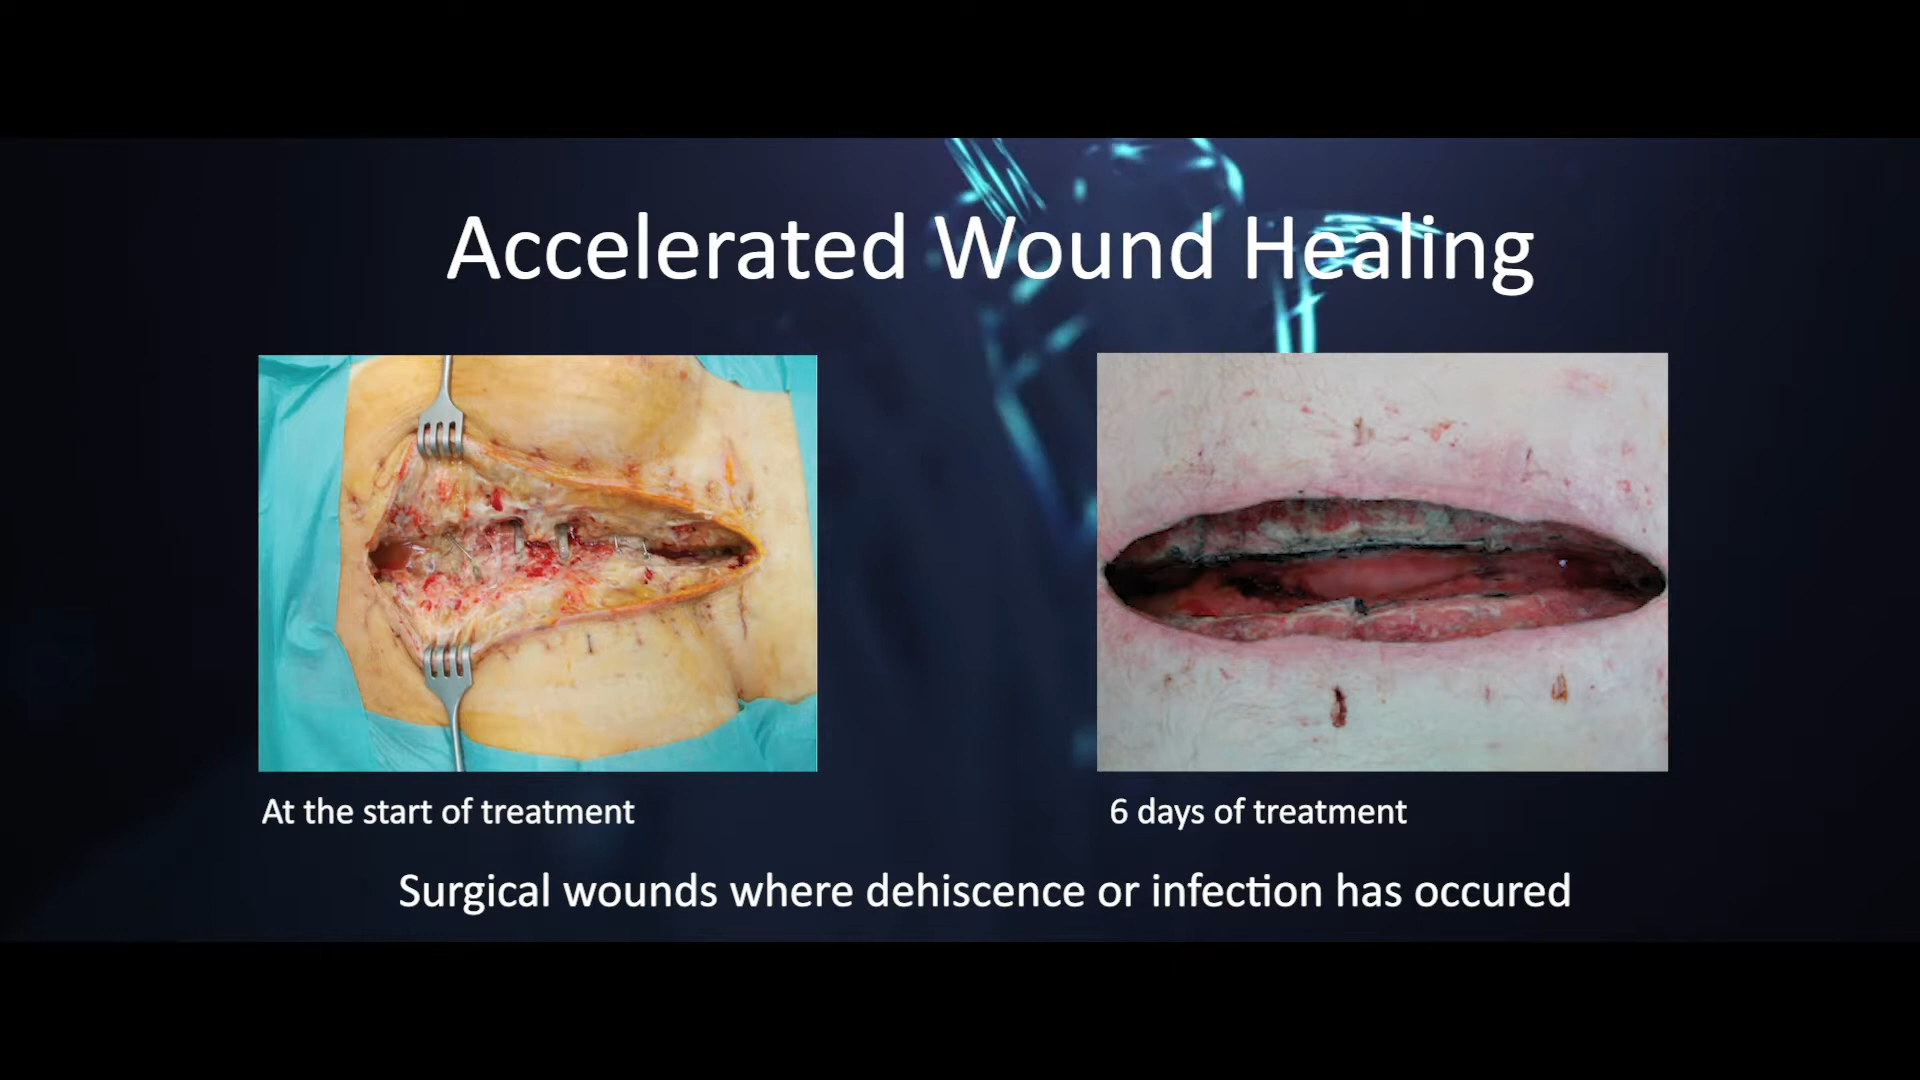 Accelerated Wound Healing
At the start of treatment
6 days of treatment
Surgical wounds where dehiscence or infection has occured